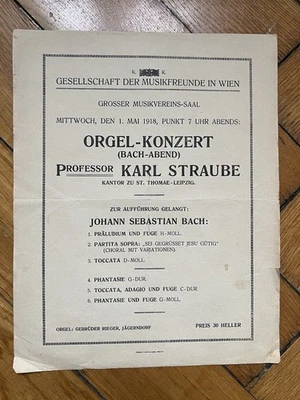 K. K.
GESELLSCHAFT DER MUSIKFREUNDE IN WIEN
GROSSER MUSIKVEREINS-SAAL
MITTWOCH, DEN 1. MAI 1918, PUNKT 7 UHR ABENDS:
ORGEL-KONZERT
(BACH-ABEND)
PROFESSOR KARL STRAUBE
KANTOR ZU ST. THOMAE-LEIPZIG.
ZUR AUFFÜHRUNG GELANGT:
JOHANN SEBASTIAN BACH:
1. PRÄLUDIUM UND FUGE H-MOLL.
2. PARTITA SOPRA: „SEI GEGRÜSSET JESU GÜTIG"
(CHORAL MIT VARIATIONEN).
3. TOCCATA D-MOLL.
4. PHANTASIE G-DUR.
5. TOCCATA, ADAGIO UND FUGE C-DUR
6. PHANTASIE UND FUGE G-MOLL.
ORGEL: GEBRÜDER RIEGER, JÄGERNDORF
PREIS 30 HELLER